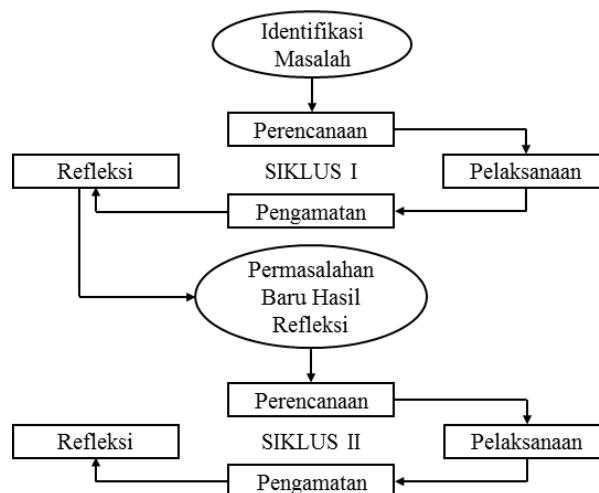 Identifikasi
Masalah
Perencanaan
Refleksi
SIKLUS I
Pelaksanaan
Pengamatan
Permasalahan
Baru Hasil
Refleksi
Perencanaan
Refleksi
SIKLUS II
Pelaksanaan
Pengamatan